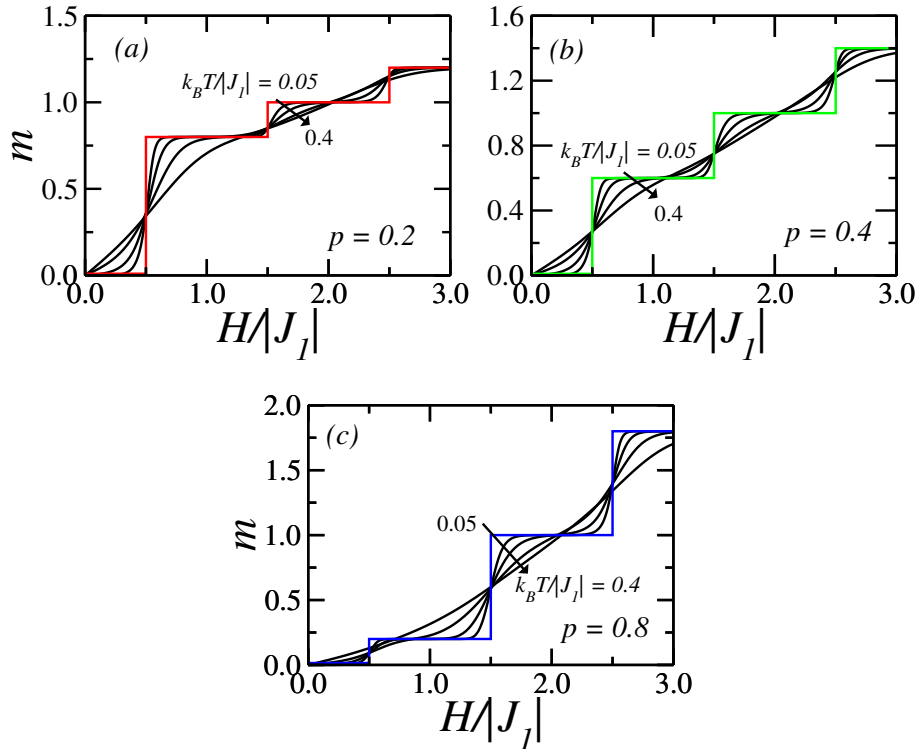 1.5
1.0
0.5
0.0
m
(a)
k_BT/|J_1| = 0.05
0.4
p = 0.2
0.0
1.0
2.0
3.0
H/|J_1|
1.6
1.2
0.8
0.4
0.0
(b)
k_BT/|J_1| = 0.05
0.4
p = 0.4
0.0
1.0
2.0
3.0
H/|J_1|
2.0
1.5
1.0
0.5
0.0
m
(c)
0.05
k_BT/|J_1| = 0.4
p = 0.8
0.0
1.0
2.0
3.0
H/|J_1|